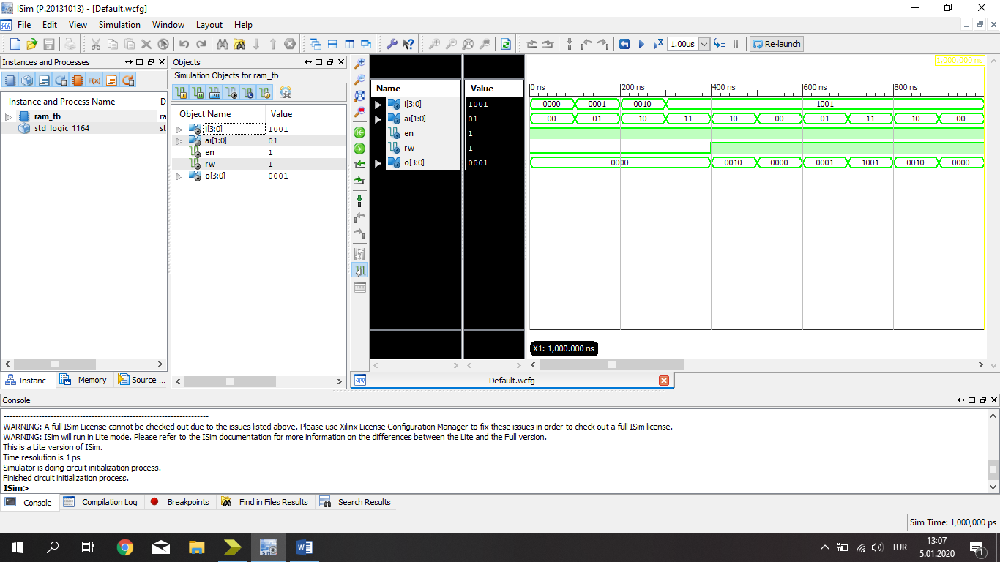 ISim (P.20131013) - [Default.wcfg]
File Edit View Simulation Window Layout Help
1.00us Re-launch
Instances and Processes
Instance and Process Name D
ram_tb ra
std_logic_1164 st
Instanc... Memory Source ...
Objects
Simulation Objects for ram_tb
Object Name Value
i[3:0] 1001
ai[1:0] 01
en 1
rw 1
o[3:0] 0001
Name Value
i[3:0] 1001
ai[1:0] 01
en 1
rw 1
o[3:0] 0001
1,000.000 ns
0 ns 200 ns 400 ns 600 ns 800 ns
0000 0001 0010 1001
00 01 10 11 10 00 01 11 10 00
0000 0010 0000 0001 1001 0010 0000
X1: 1,000.000 ns
Default.wcfg
Console
WARNING: A full ISim License cannot be checked out due to the issues listed above. Please use Xilinx License Configuration Manager to fix these issues in order to check out a full ISim license.
WARNING: ISim will run in Lite mode. Please refer to the ISim documentation for more information on the differences between the Lite and the Full version.
This is a Lite version of ISim.
Time resolution is 1 ps
Simulator is doing circuit initialization process.
Finished circuit initialization process.
ISim>
Console Compilation Log Breakpoints Find in Files Results Search Results
Sim Time: 1,000,000 ps
TUR
13:07
5.01.2020
1